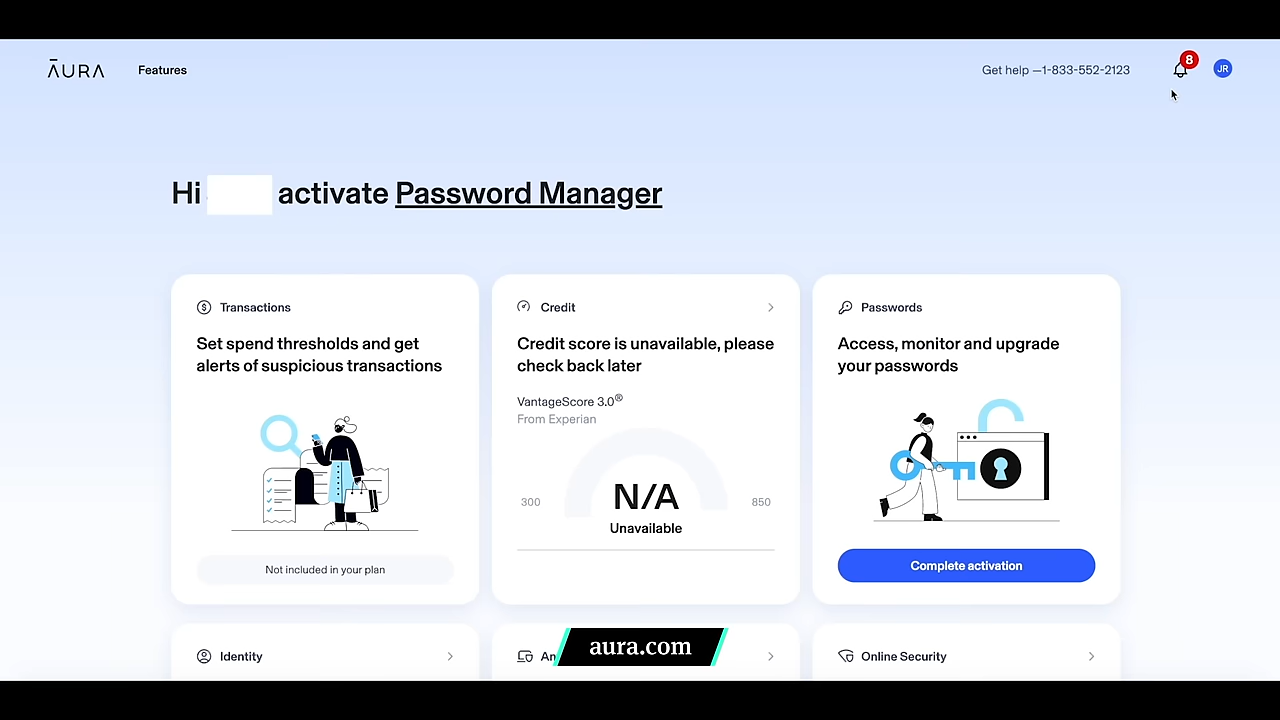 ĀURA
Features
Get help —1-833-552-2123
8
JR
Hi activate Password Manager
Transactions
Set spend thresholds and get
alerts of suspicious transactions
Not included in your plan
Credit
Credit score is unavailable, please
check back later
VantageScore 3.0®
From Experian
300
N/A
850
Unavailable
Passwords
Access, monitor and upgrade
your passwords
Complete activation
Identity
An
Online Security
aura.com